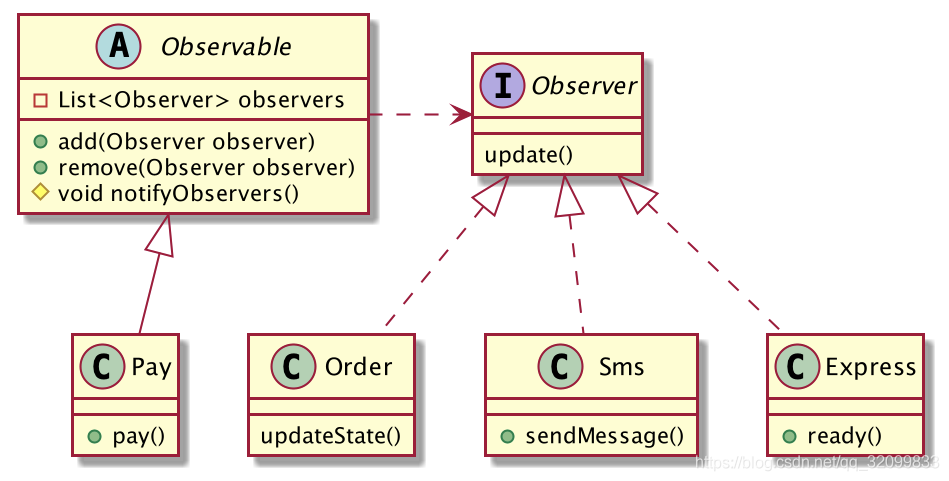 A Observable
List<Observer> observers
add(Observer observer)
remove(Observer observer)
void notifyObservers()
I Observer
update()
C Pay
pay()
C Order
updateState()
C Sms
sendMessage()
C Express
ready()
https://blog.csdn.net/qq_32099833